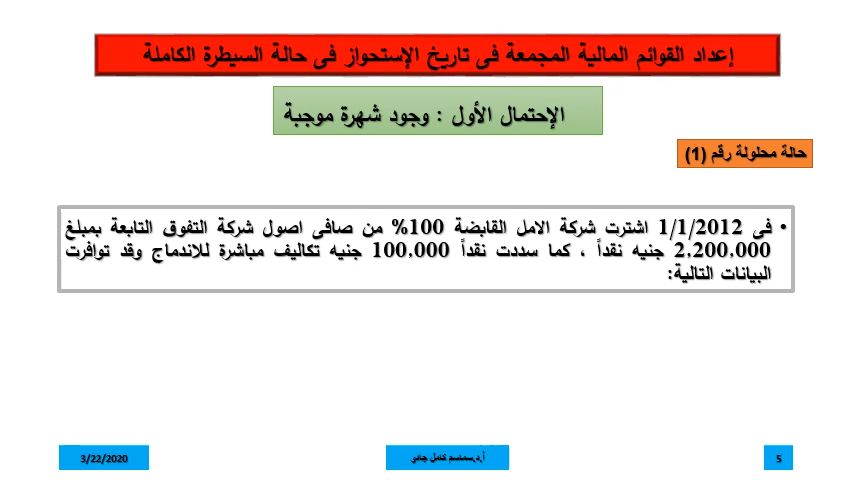 إعداد القوائم المالية المجمعة فى تاريخ الإستحواز فى حالة السيطرة الكاملة
الإحتمال الأول : وجود شهرة موجبة
حالة محلولة رقم (1)
• فى 1/1/2012 اشترت شركة الامل القابضة 100% من صافى اصول شركة التفوق التابعة بمبلغ
2,200,000 جنيه نقداً ، كما سددت نقداً 100,000 جنيه تكاليف مباشرة للاندماج وقد توافرت
البيانات التالية:
3/22/2020
أ.د.سماسم كامل جادي
5